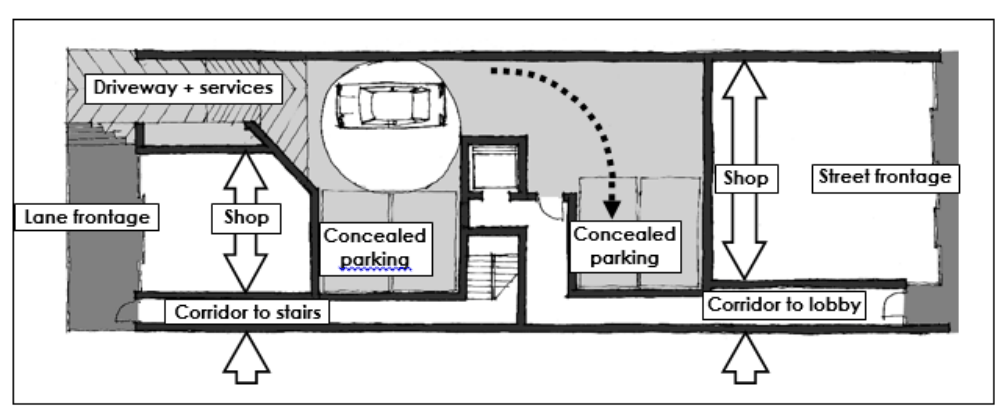 Driveway + services
Shop
Street frontage
Lane frontage
Shop
Concealed
parking
Concealed
parking
Corridor to stairs
Corridor to lobby